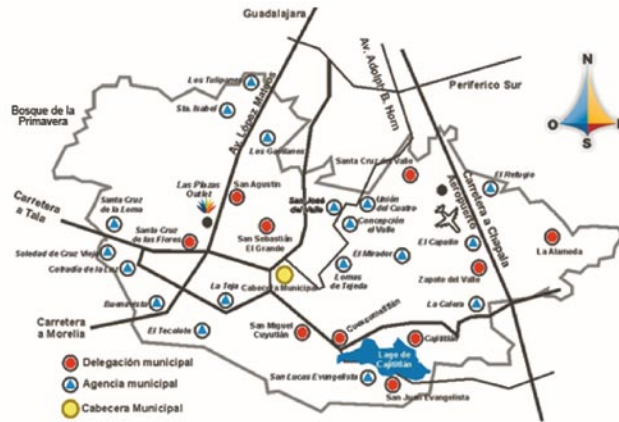 Guadalajara
Los Tulipanes
Bosque de la
Primavera
Sta. Isabel
Av. López Mateos
Av. Adolph B. Horn
Periferico Sur
N
O
E
S
Los Gavilanes
Santa Cruz del Valle
Carretera a Chapala
Aeropuerto
El Refugio
Carretera
a Tala
Santa Cruz
de la Loma
Las Plazas
Outlet
San Agustin
San José
del Valle
Unión
del Cuatro
Concepción
el Valle
Santa Cruz
de las Flores
San Sebastián
El Grande
La Alameda
Soledad de Cruz Vieja
Cofradia de la Luz
El Mirador
El Capulin
Lomas
de Tejeda
Zapote del Valle
Buenavista
La Teja
Cabecera Municipal
La Calera
Carretera
a Morelia
El Tecolote
San Miguel
Cuyutlán
Cuexcomatitlán
Cajititlán
Lago de
Cajititlán
San Lucas Evangelista
San Juan Evangelista
Delegación municipal
Agencia municipal
Cabecera Municipal